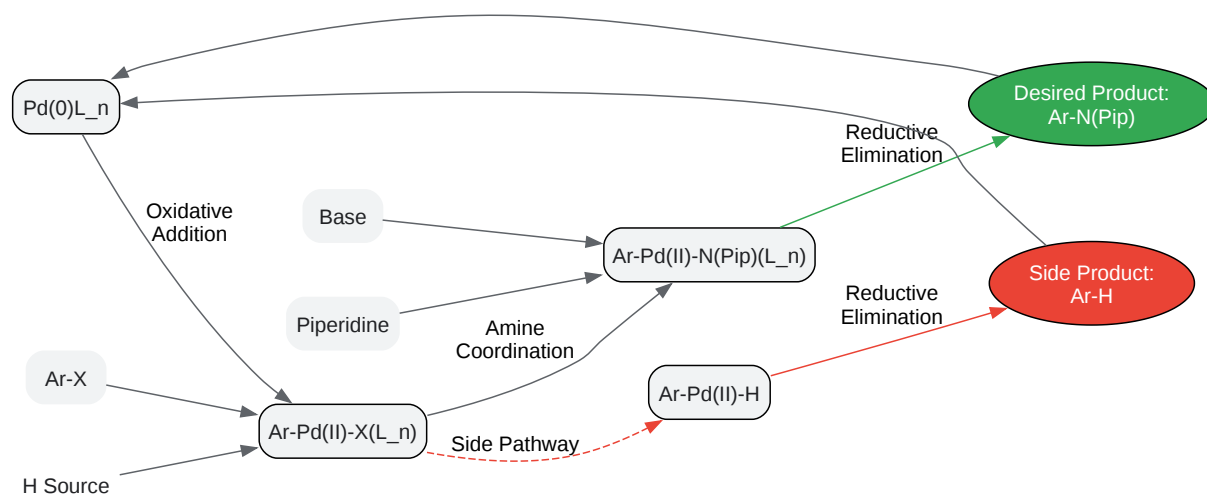 Desired Product:
Ar-N(Pip)
Pd(0)L_n
Reductive
Elimination
Oxidative
Addition
Base
Ar-Pd(II)-N(Pip)(L_n)
Side Product:
Ar-H
Reductive
Elimination
Piperidine
Amine
Coordination
Ar-X
Ar-Pd(II)-H
Ar-Pd(II)-X(L_n)
Side Pathway
H Source